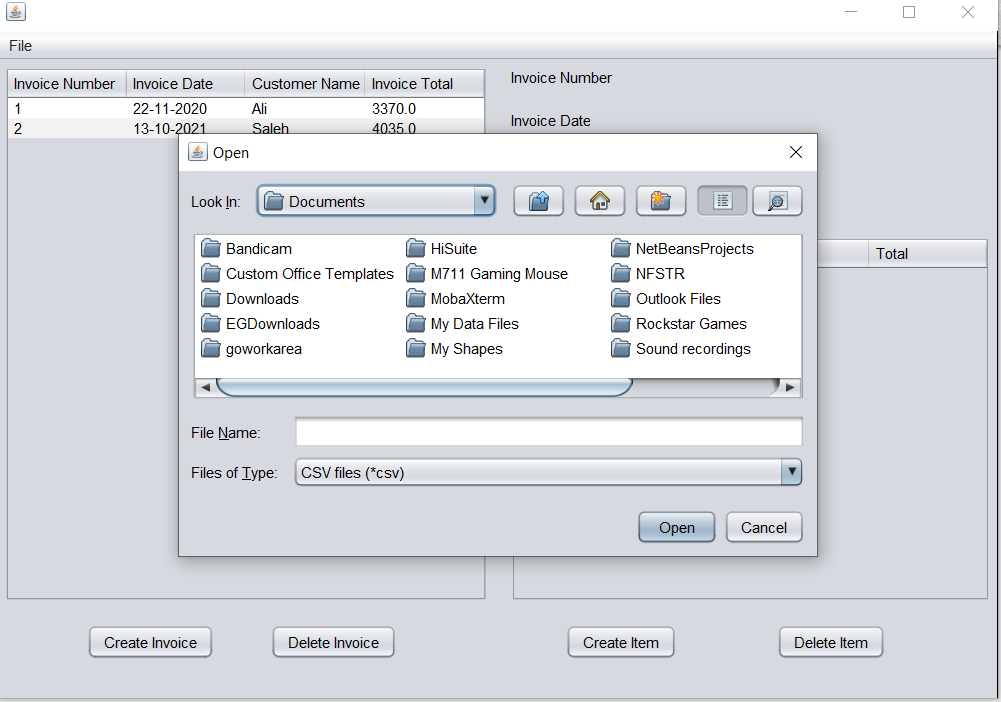 File
Invoice Number Invoice Date Customer Name Invoice Total
1 22-11-2020 Ali 3370.0
2 13-10-2021 Saleh 4035.0
Invoice Number
Invoice Date
Total
Open
Look In: Documents
Bandicam HiSuite NetBeansProjects
Custom Office Templates M711 Gaming Mouse NFSTR
Downloads MobaXterm Outlook Files
EGDownloads My Data Files Rockstar Games
goworkarea My Shapes Sound recordings
File Name:
Files of Type: CSV files (*csv)
Open Cancel
Create Invoice Delete Invoice Create Item Delete Item